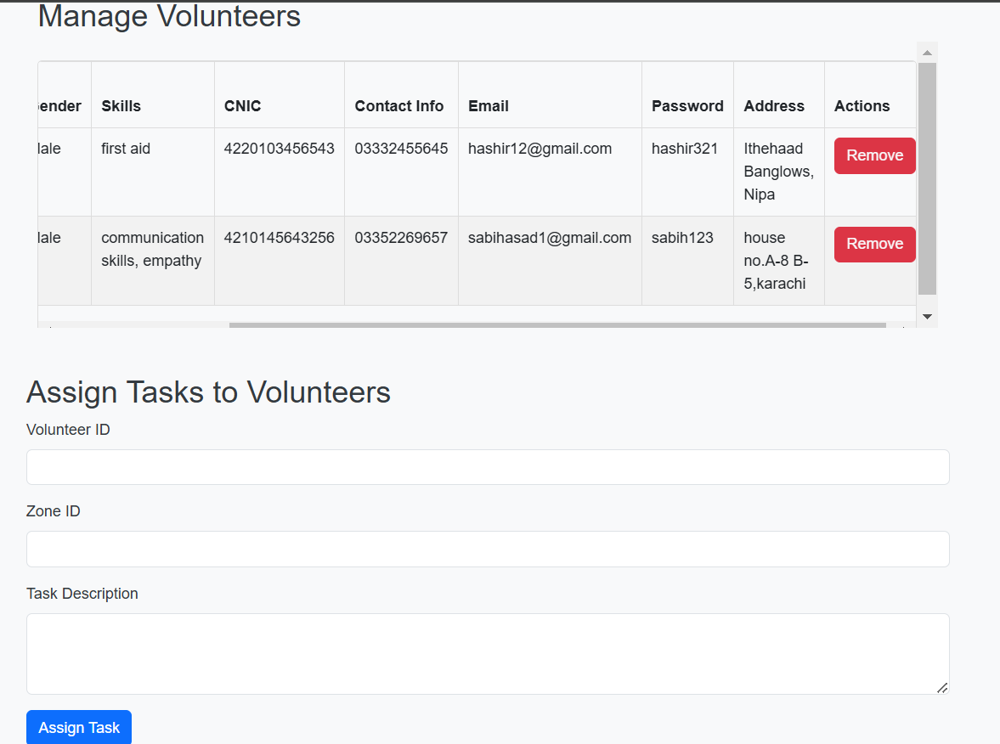 Manage Volunteers
ender Skills CNIC Contact Info Email Password Address Actions
ale first aid 4220103456543 03332455645 hashir12@gmail.com hashir321 Ithehaad Remove
Banglows,
Nipa
ale communication 4210145643256 03352269657 sabihasad1@gmail.com sabih123 house Remove
skills, empathy no.A-8 B-
5,karachi
Assign Tasks to Volunteers
Volunteer ID
Zone ID
Task Description
Assign Task